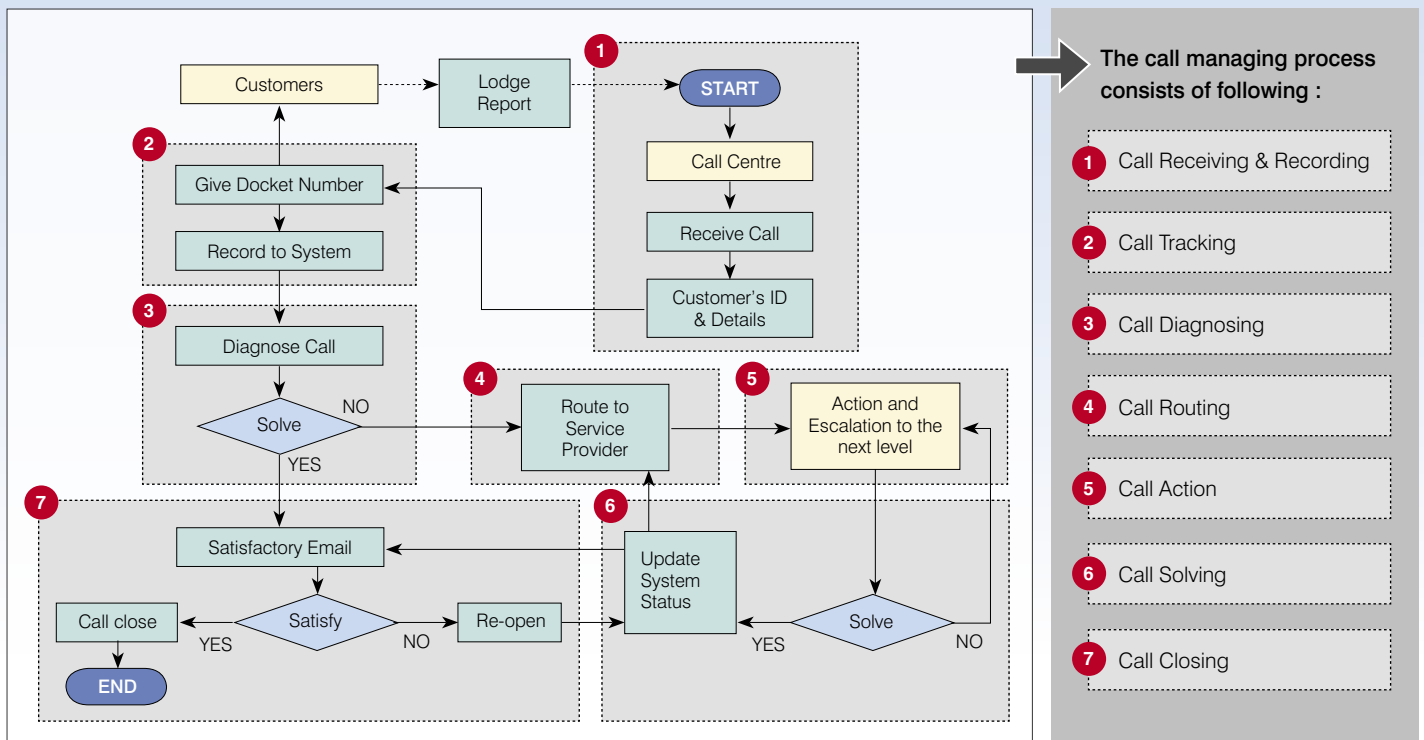 1
Customers
Lodge
Report
START
Call Centre
Receive Call
Customer's ID
& Details
2
Give Docket Number
Record to System
3
Diagnose Call
Solve
NO
YES
4
Route to
Service
Provider
5
Action and
Escalation to the
next level
6
Update
System
Status
Solve
YES
NO
7
Satisfactory Email
Satisfy
YES
NO
Call close
Re-open
END
The call managing process
consists of following :
1 Call Receiving & Recording
2 Call Tracking
3 Call Diagnosing
4 Call Routing
5 Call Action
6 Call Solving
7 Call Closing